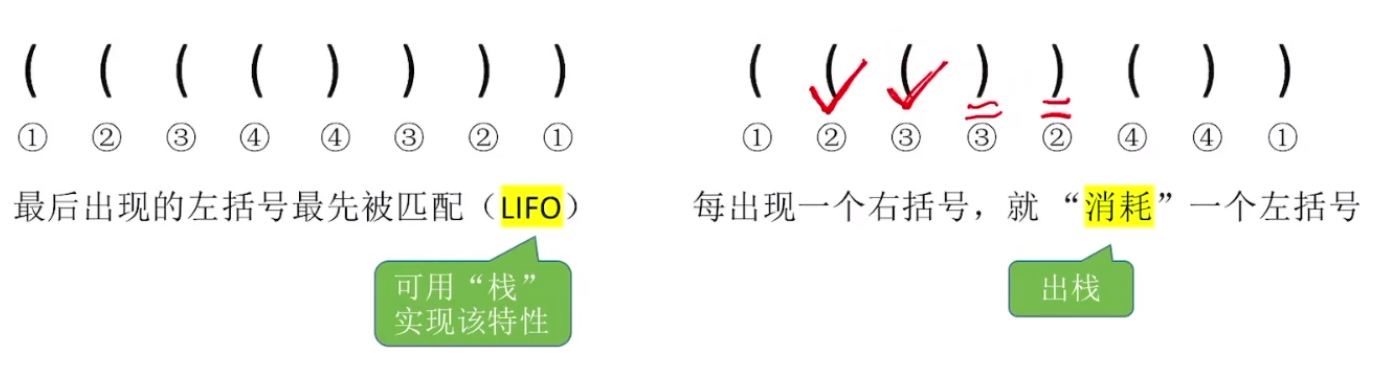 ( ( ( ( ) ) ) )
① ② ③ ④ ④ ③ ② ①
最后出现的左括号最先被匹配（LIFO）
可用“栈”
实现该特性
( ( ( ) ) ( ) )
① ② ③ ③ ② ④ ④ ①
每出现一个右括号，就 “消耗”一个左括号
出栈